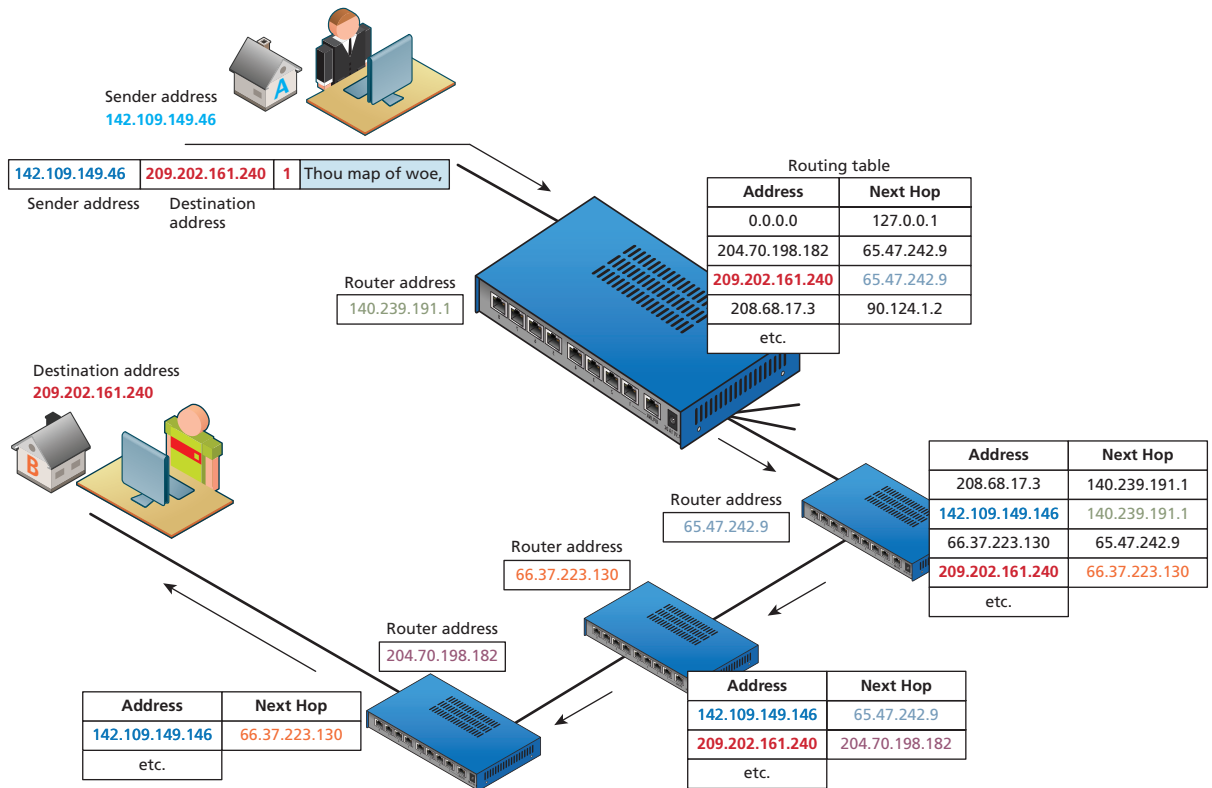 A
Sender address
142.109.149.46
142.109.149.46 209.202.161.240 1 Thou map of woe,
Sender address Destination
address
Routing table
Address Next Hop
0.0.0.0 127.0.0.1
204.70.198.182 65.47.242.9
209.202.161.240 65.47.242.9
208.68.17.3 90.124.1.2
etc.
Router address
140.239.191.1
Destination address
209.202.161.240
B
Address Next Hop
208.68.17.3 140.239.191.1
142.109.149.146 140.239.191.1
66.37.223.130 65.47.242.9
209.202.161.240 66.37.223.130
etc.
Router address
65.47.242.9
Router address
66.37.223.130
Router address
204.70.198.182
Address Next Hop
142.109.149.146 65.47.242.9
209.202.161.240 204.70.198.182
etc.
Address Next Hop
142.109.149.146 66.37.223.130
etc.